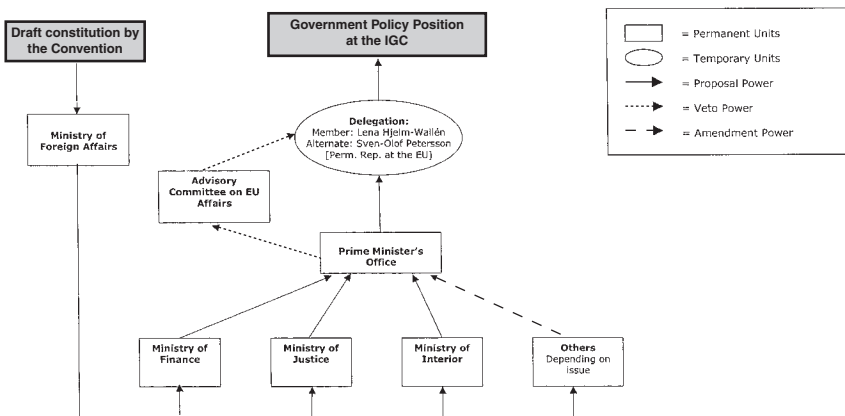 Draft constitution by
the Convention
Government Policy Position
at the IGC
= Permanent Units
= Temporary Units
= Proposal Power
= Veto Power
= Amendment Power
Ministry of
Foreign Affairs
Delegation:
Member: Lena Hjelm-Wallén
Alternate: Sven-Olof Petersson
[Perm. Rep. at the EU]
Advisory
Committee on EU
Affairs
Prime Minister's
Office
Ministry of
Finance
Ministry of
Justice
Ministry of
Interior
Others
Depending on
issue